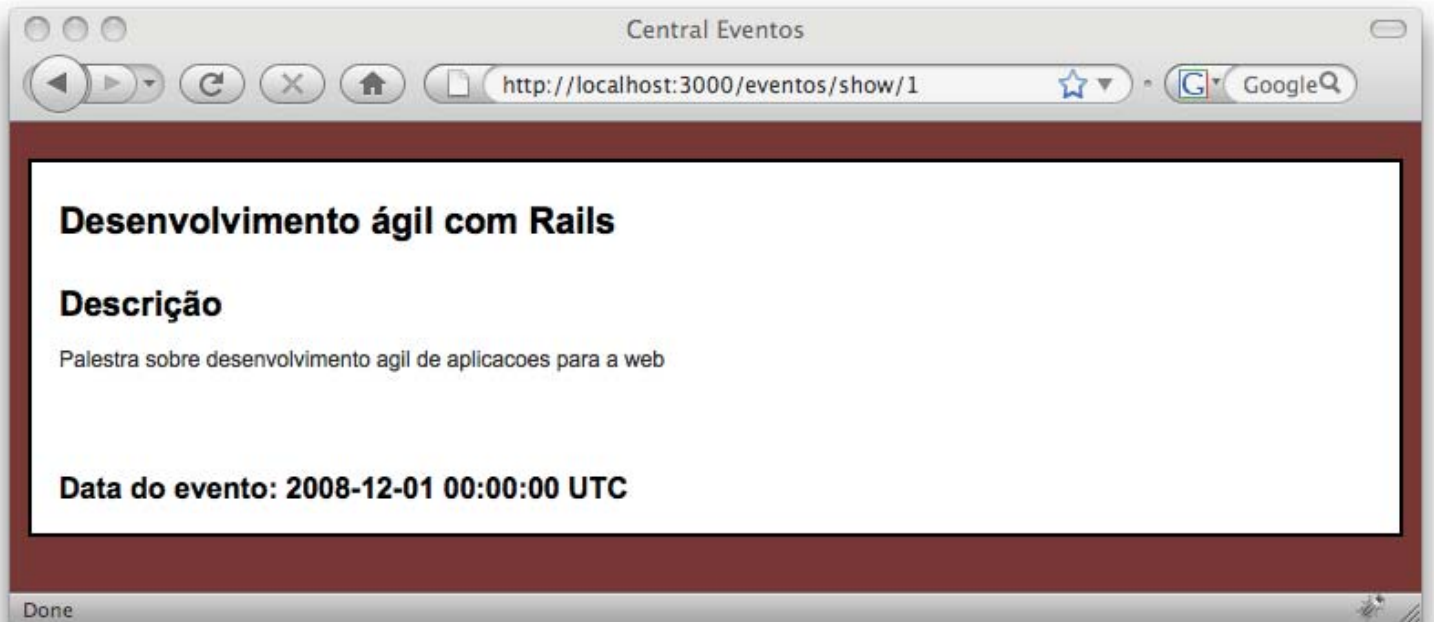 Central Eventos
http://localhost:3000/eventos/show/1
G
Google
Desenvolvimento ágil com Rails
Descrição
Palestra sobre desenvolvimento agil de aplicacoes para a web
Data do evento: 2008-12-01 00:00:00 UTC
Done